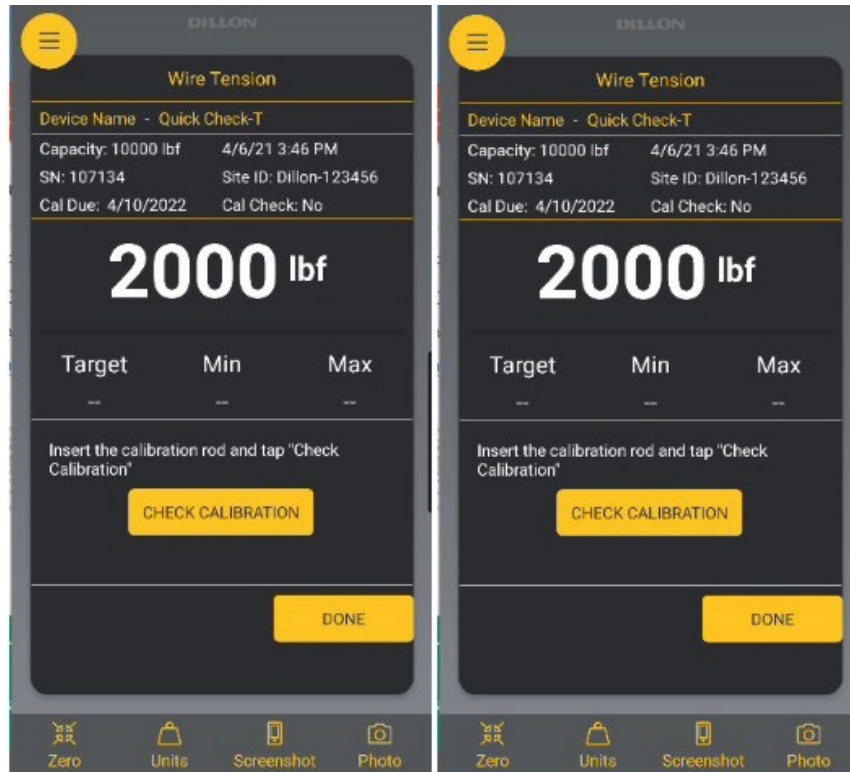 DILLON
Wire Tension
Device Name - Quick Check-T
Capacity: 10000 lbf 4/6/21 3:46 PM
SN: 107134 Site ID: Dillon-123456
Cal Due: 4/10/2022 Cal Check: No
2000 lbf
Target Min Max
-- -- --
Insert the calibration rod and tap "Check
Calibration"
CHECK CALIBRATION
DONE
Zero Units Screenshot Photo
DILLON
Wire Tension
Device Name - Quick Check-T
Capacity: 10000 lbf 4/6/21 3:46 PM
SN: 107134 Site ID: Dillon-123456
Cal Due: 4/10/2022 Cal Check: No
2000 lbf
Target Min Max
-- -- --
Insert the calibration rod and tap "Check
Calibration"
CHECK CALIBRATION
DONE
Zero Units Screenshot Photo